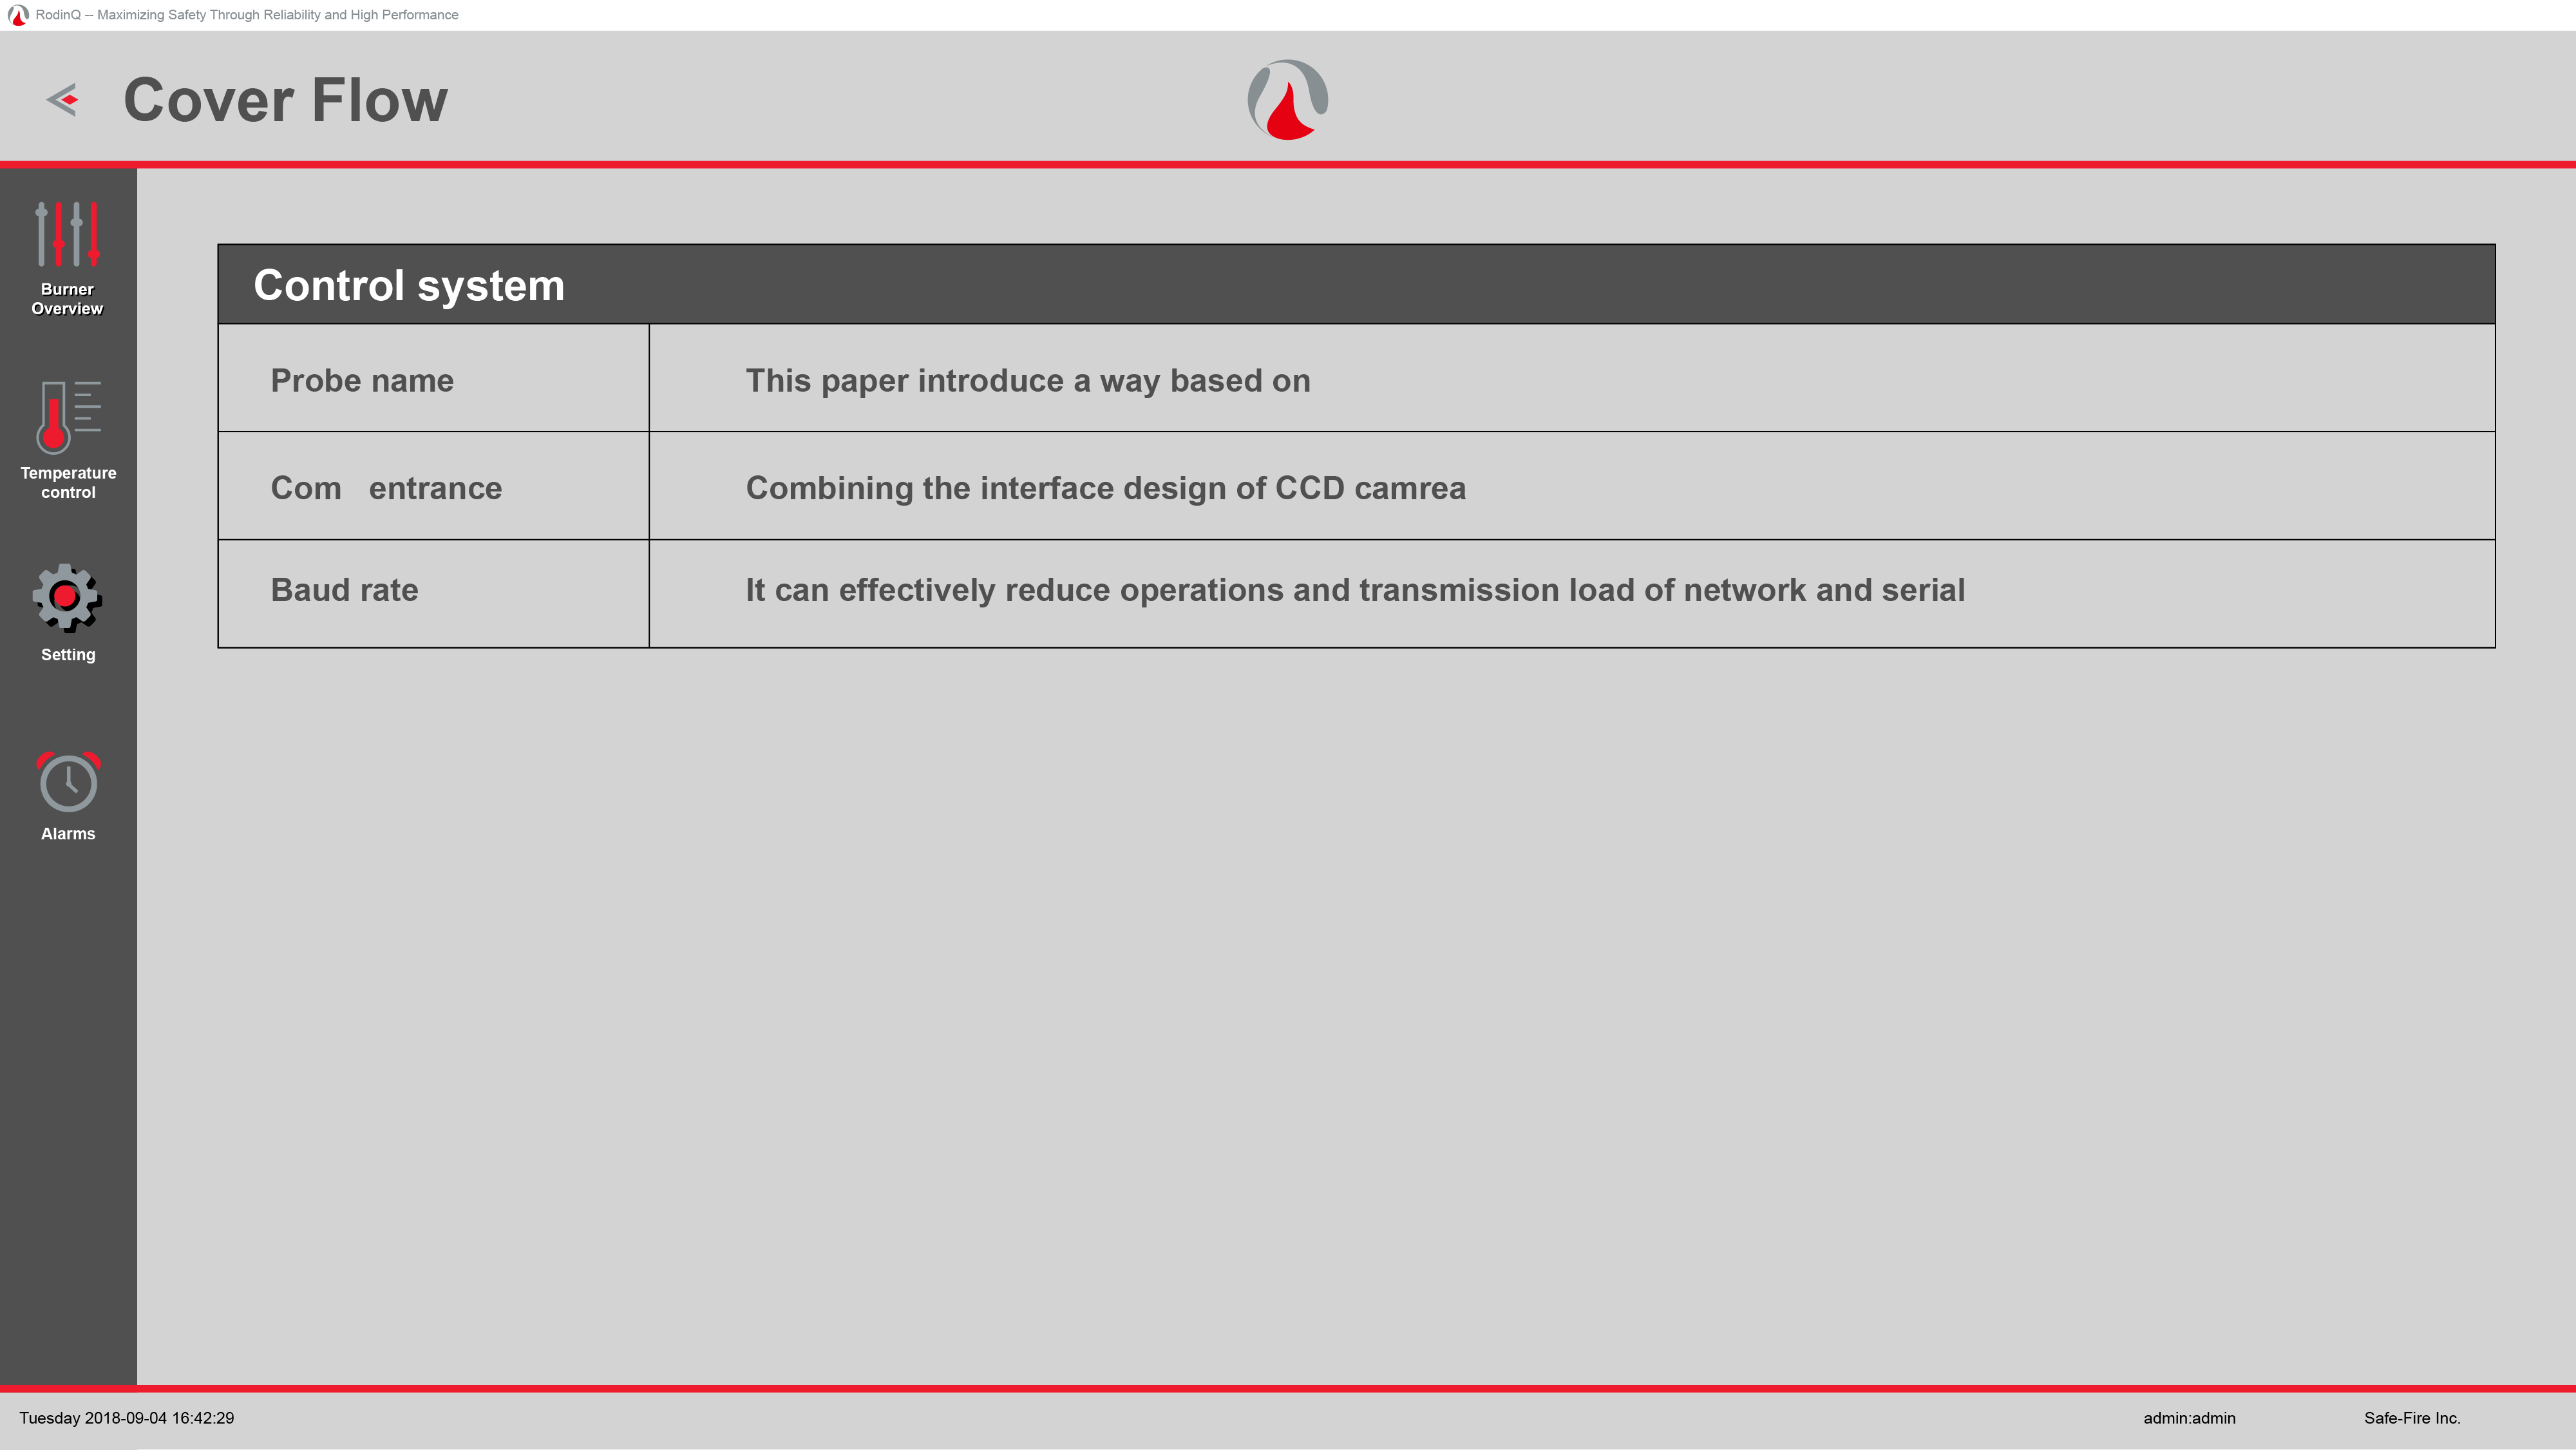 RodinQ -- Maximizing Safety Through Reliability and High Performance
Cover Flow
Burner
Overview
Temperature
control
Setting
Alarms
Control system
Probe name This paper introduce a way based on
Com entrance Combining the interface design of CCD camrea
Baud rate It can effectively reduce operations and transmission load of network and serial
Tuesday 2018-09-04 16:42:29 admin:admin Safe-Fire Inc.